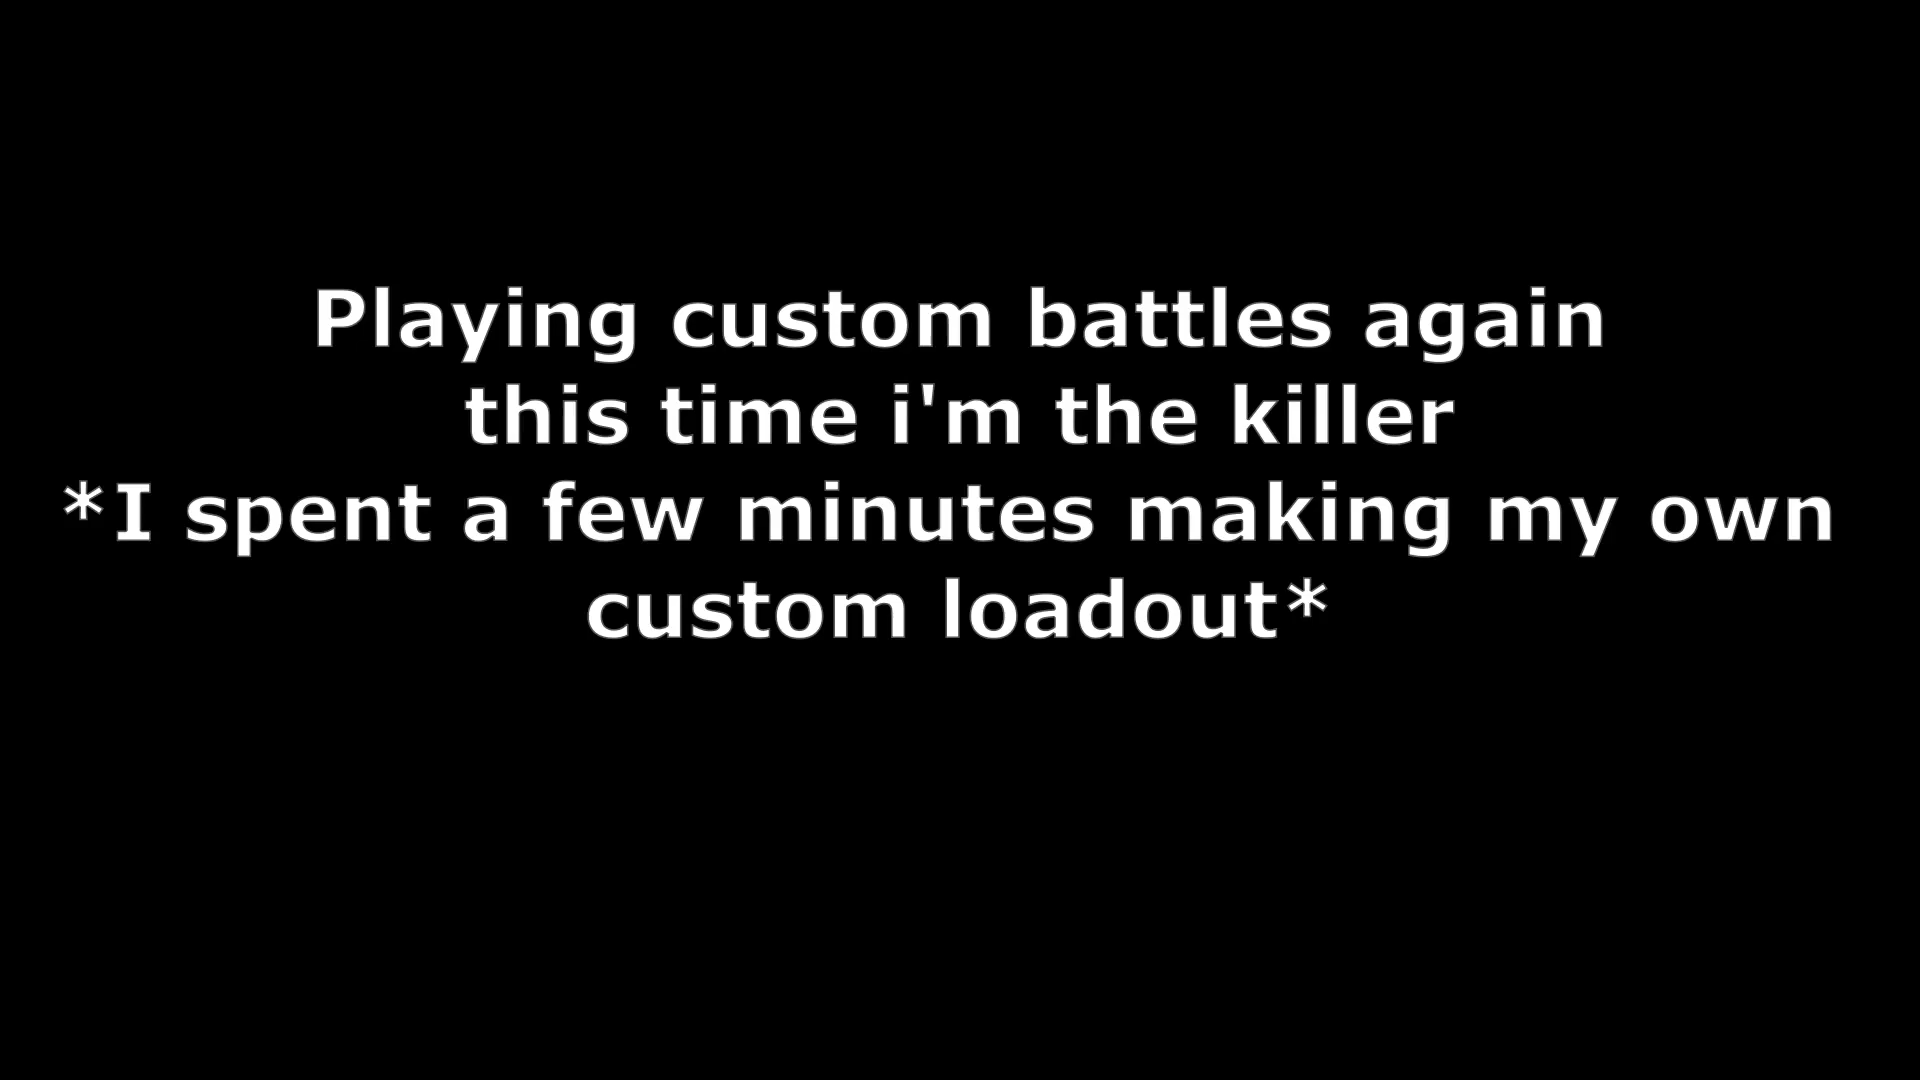 Playing custom battles again
this time i'm the killer
*I spent a few minutes making my own
custom loadout*